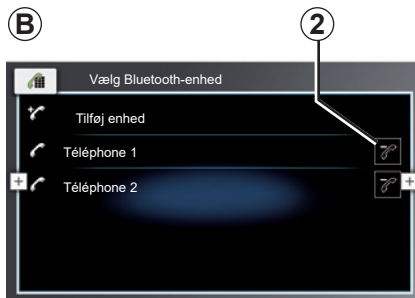 B
2
Vælg Bluetooth-enhed
Tilføj enhed
Téléphone 1
Téléphone 2